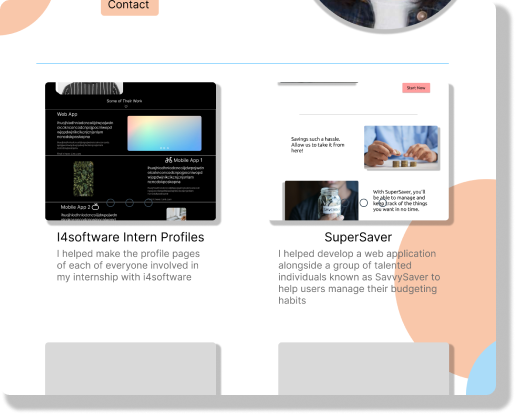 Contact
Some of Their Work
Web App
Mobile App 1
Mobile App 2
Start Now
Savings such a hassle.
Allow us to take it from
here!
With SuperSaver, you'll
be able to manage and
keep track of the things
you want in no time.
I4software Intern Profiles
I helped make the profile pages
of each of everyone involved in
my internship with i4software
SuperSaver
I helped develop a web application
alongside a group of talented
individuals known as SavvySaver to
help users manage their budgeting
habits